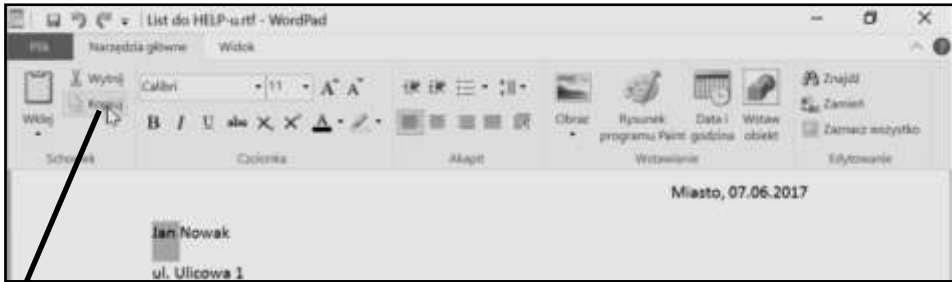 List do HELP-u.rtf - WordPad
Plik Narzędzia główne Widok
Wklej
Wytnij
Kopiuj
Schowek
Calibri 11
B I U abc X X A
Czcionka
Akapit
Obraz
Rysunek programu Paint
Data i godzina
Wstaw obiekt
Wstawianie
Znajdź
Zamień
Zaznacz wszystko
Edytowanie
Miasto, 07.06.2017
Jan Nowak
ul. Ulicowa 1